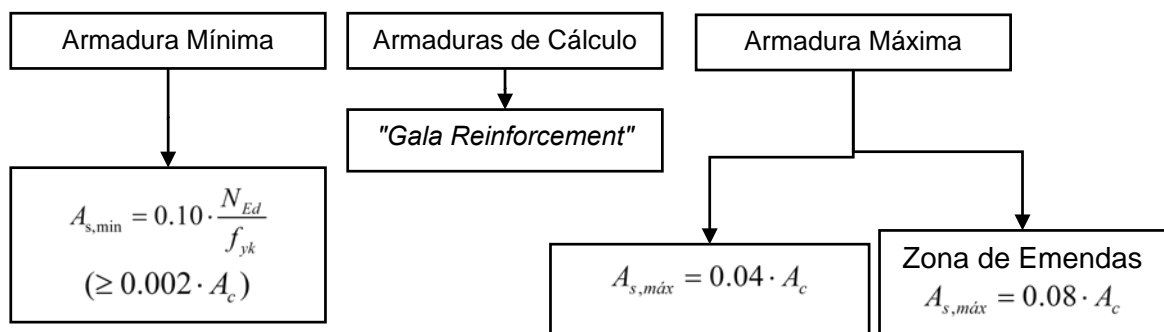 Armadura Mínima
Armaduras de Cálculo
Armadura Máxima
"Gala Reinforcement"
A_{s,min} = 0.10 · \frac{N_{Ed}}{f_{yk}}
(≥ 0.002 · A_c)
A_{s,máx} = 0.04 · A_c
Zona de Emendas
A_{s,máx} = 0.08 · A_c